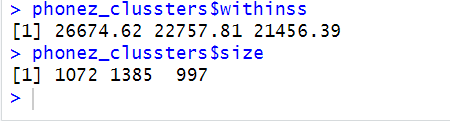 > phonez_clussters$withinss
[1] 26674.62 22757.81 21456.39
> phonez_clussters$size
[1] 1072 1385  997
>